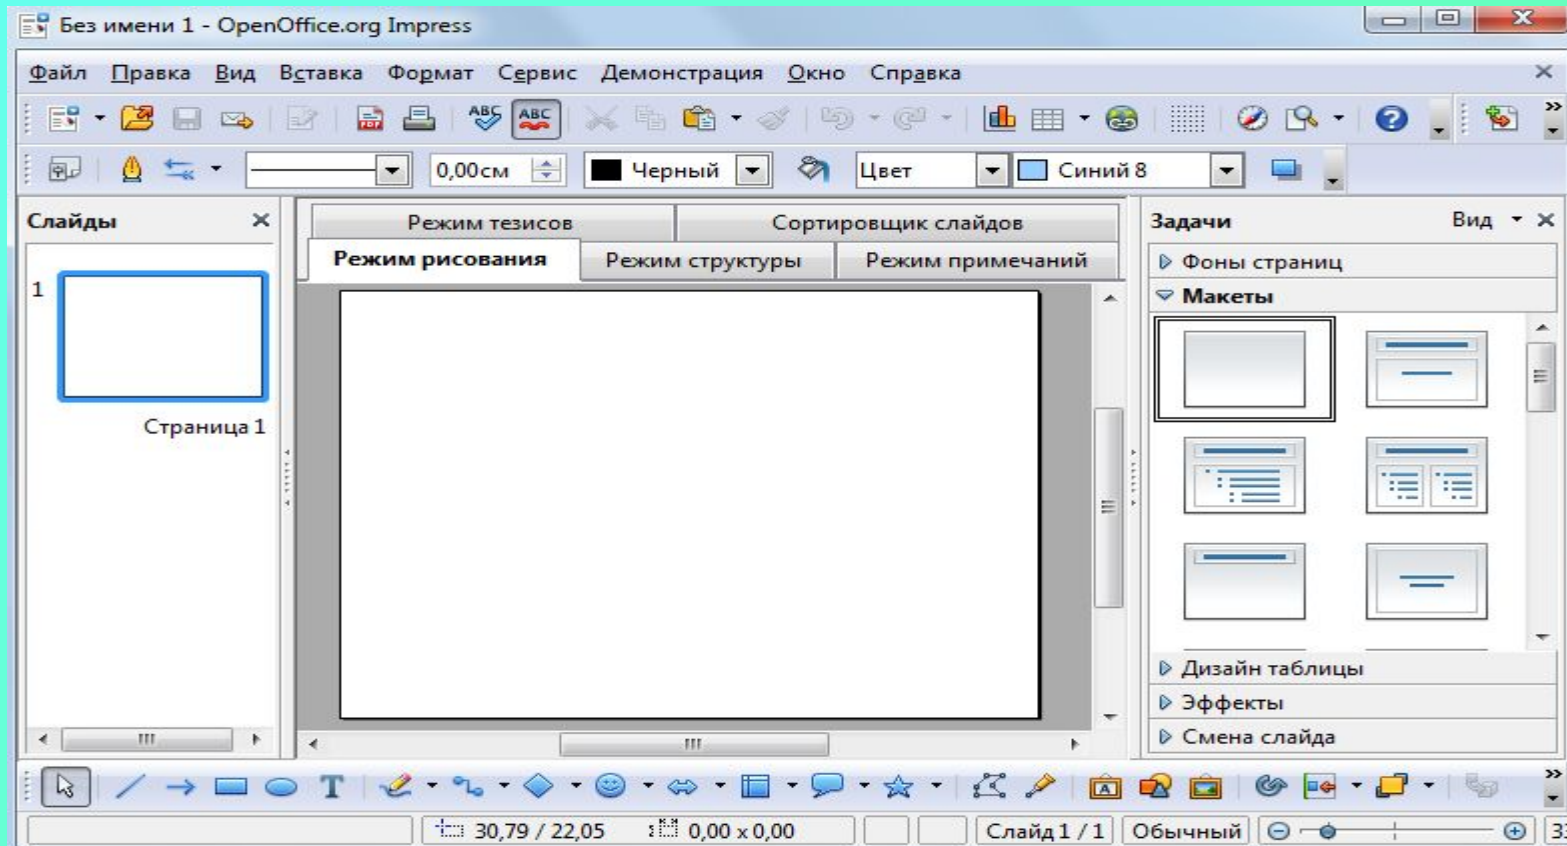 Без имени 1 - OpenOffice.org Impress
Файл Правка Вид Вставка Формат Сервис Демонстрация Окно Справка
ABC ABC
0,00см Черный Цвет Синий 8
Слайды
1
Страница 1
Режим тезисов Сортировщик слайдов
Режим рисования Режим структуры Режим примечаний
Задачи Вид
Фоны страниц
Макеты
Дизайн таблицы
Эффекты
Смена слайда
T
30,79 / 22,05 0,00 x 0,00 Слайд 1 / 1 Обычный